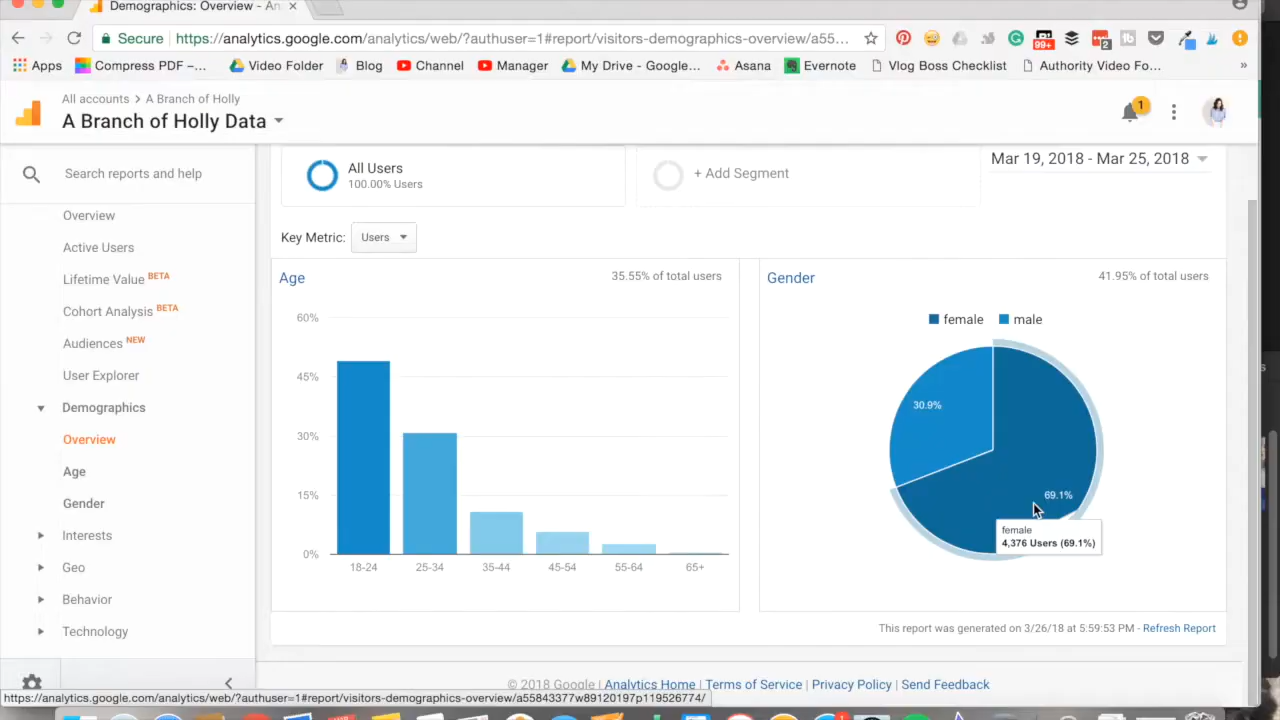 Demographics: Overview - An
Secure https://analytics.google.com/analytics/web/?authuser=1#report/visitors-demographics-overview/a55...
99+
2
Apps Compress PDF –... Video Folder Blog Channel Manager My Drive - Google... Asana Evernote Vlog Boss Checklist Authority Video Fo... »
All accounts > A Branch of Holly
A Branch of Holly Data
1
Search reports and help
All Users
100.00% Users
+ Add Segment
Mar 19, 2018 - Mar 25, 2018
Overview
Active Users
Lifetime Value BETA
Cohort Analysis BETA
Audiences NEW
User Explorer
Demographics
Overview
Age
Gender
Interests
Geo
Behavior
Technology
Key Metric: Users
Age 35.55% of total users
60%
45%
30%
15%
0%
18-24 25-34 35-44 45-54 55-64 65+
Gender 41.95% of total users
female male
30.9%
69.1%
female
4,376 Users (69.1%)
This report was generated on 3/26/18 at 5:59:53 PM - Refresh Report
© 2018 Google | Analytics Home | Terms of Service | Privacy Policy | Send Feedback
https://analytics.google.com/analytics/web/?authuser=1#report/visitors-demographics-overview/a55843377w89120197p119526774/